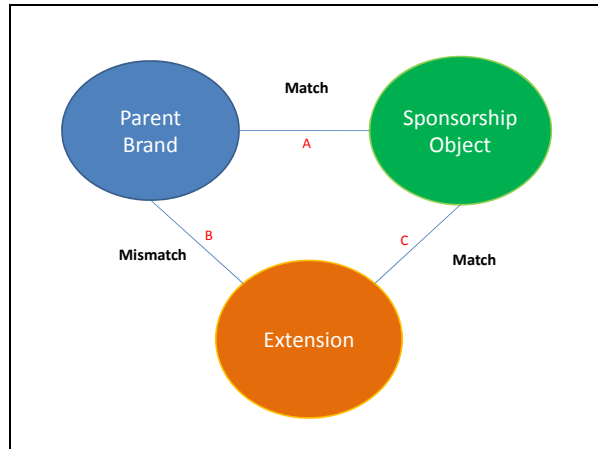 Match
Parent
Brand
Sponsorship
Object
A
B
C
Mismatch
Match
Extension